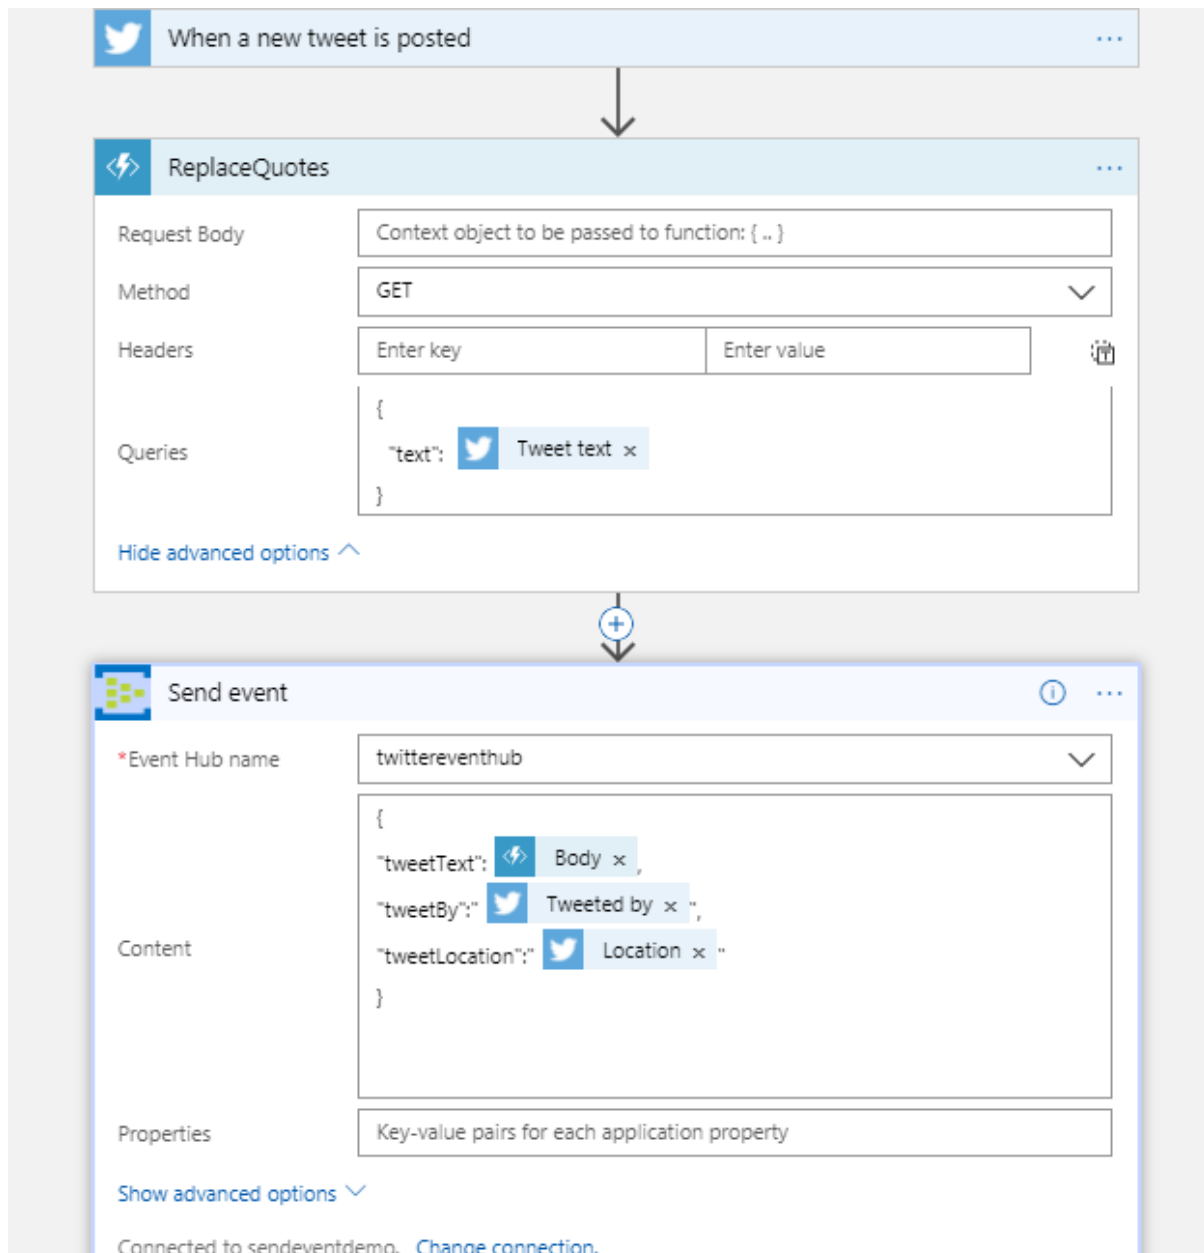 When a new tweet is posted
...
ReplaceQuotes
...
Request Body Context object to be passed to function: { .. }
Method GET
Headers Enter key Enter value
{
Queries "text": Tweet text ×
}
Hide advanced options
Send event
...
*Event Hub name twittereventhub
{
"tweetText": Body × ,
"tweetBy":" Tweeted by × ",
Content "tweetLocation":" Location × "
}
Properties Key-value pairs for each application property
Show advanced options
Connected to sendeventdemo. Change connection.